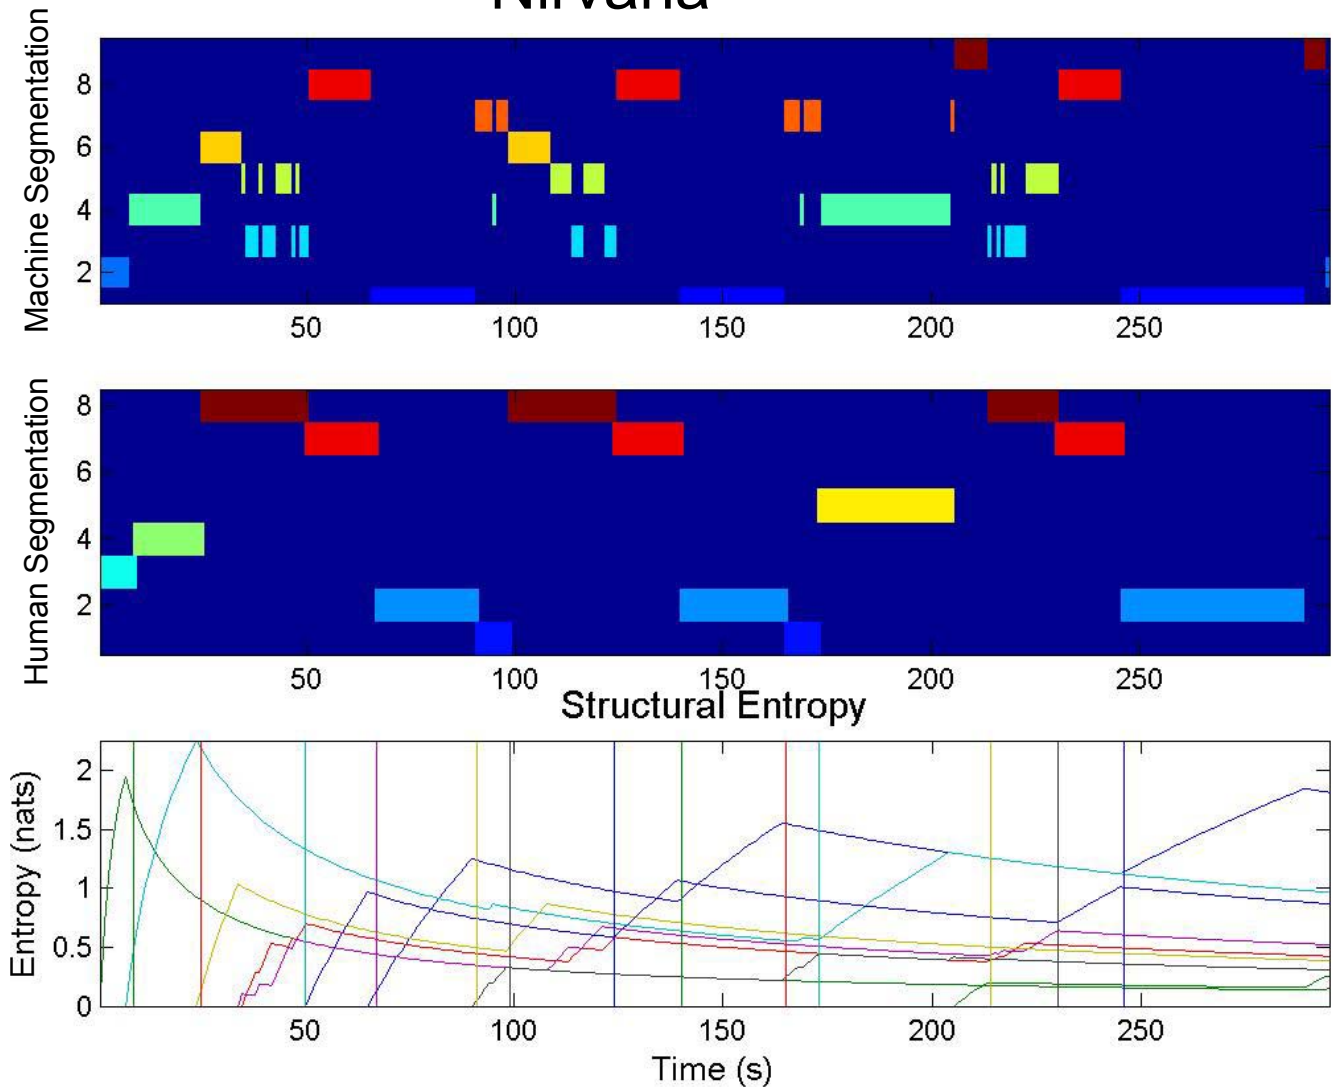 Nirvana
Machine Segmentation
8
6
4
2
50 100 150 200 250
Human Segmentation
8
6
4
2
50 100 150 200 250
Structural Entropy
Entropy (nats)
2
1.5
1
0.5
0
50 100 150 200 250
Time (s)